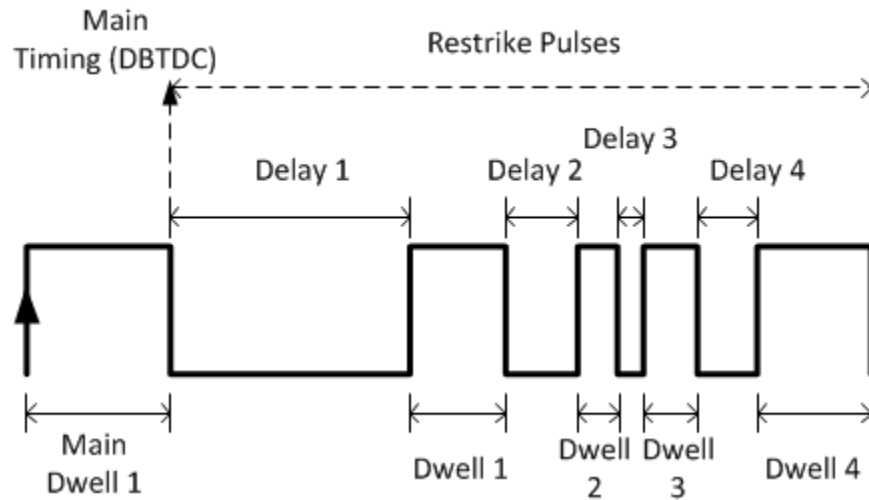 Main
Timing (DBTDC)
Restrike Pulses
Delay 3
Delay 1
Delay 2
Delay 4
Main
Dwell 1
Dwell 1
Dwell
2
Dwell
3
Dwell 4